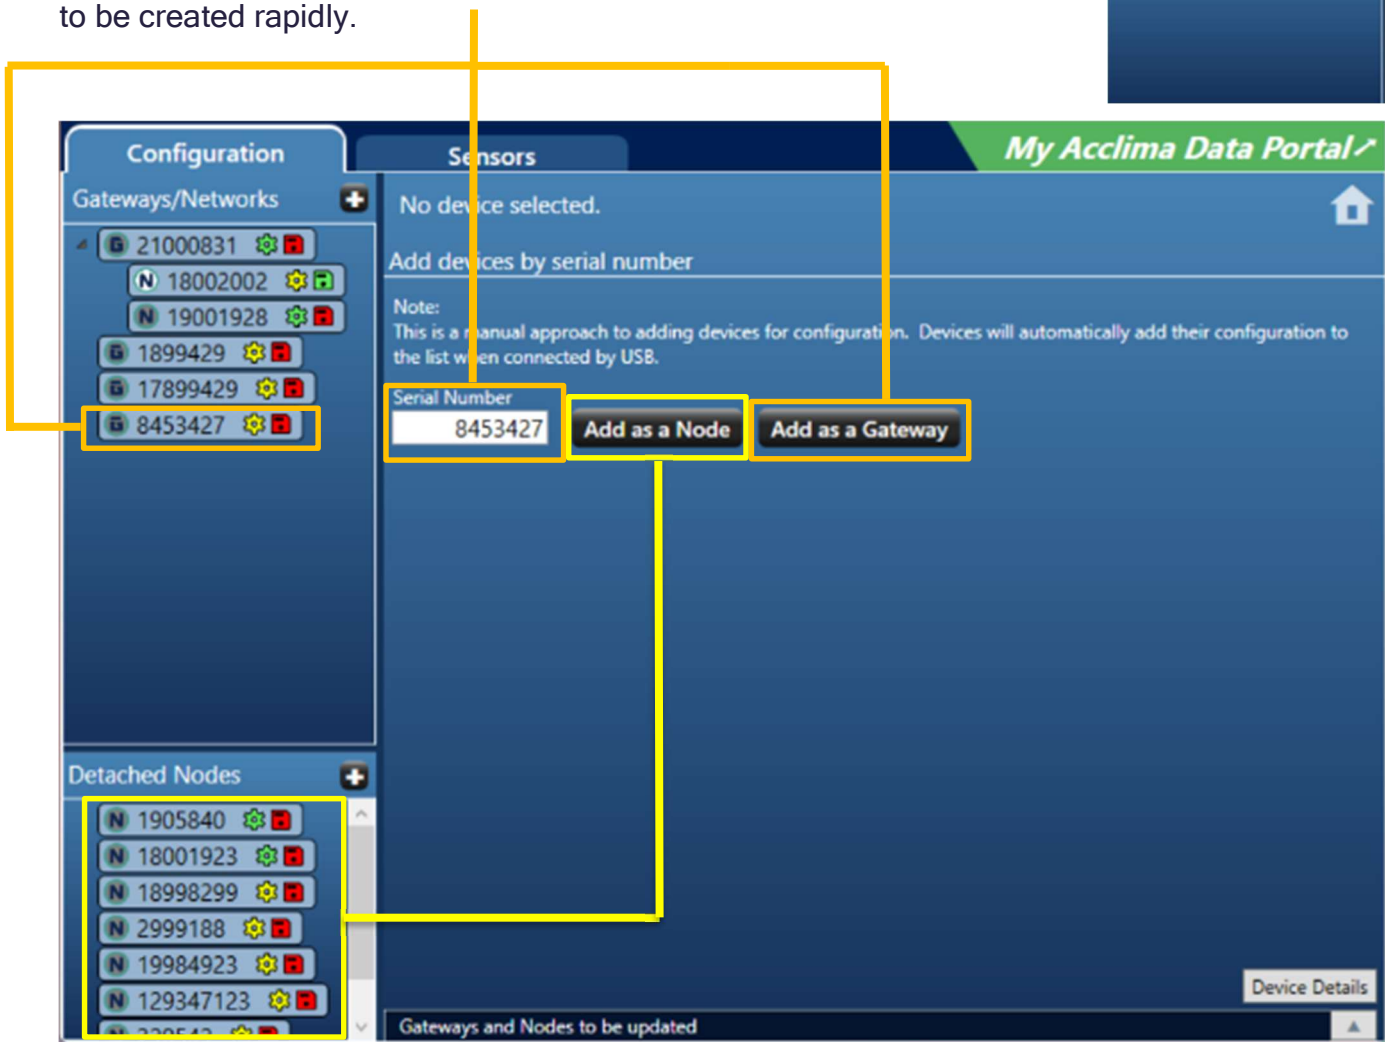 to be created rapidly.
Configuration
Sensors
My Acclima Data Portal
Gateways/Networks
No device selected.
G 21000831
N 18002002
N 19001928
G 1899429
G 17899429
G 8453427
Add devices by serial number
Note:
This is a manual approach to adding devices for configuration. Devices will automatically add their configuration to
the list when connected by USB.
Serial Number
8453427
Add as a Node
Add as a Gateway
Detached Nodes
N 1905840
N 18001923
N 18998299
N 2999188
N 19984923
N 129347123
Device Details
Gateways and Nodes to be updated